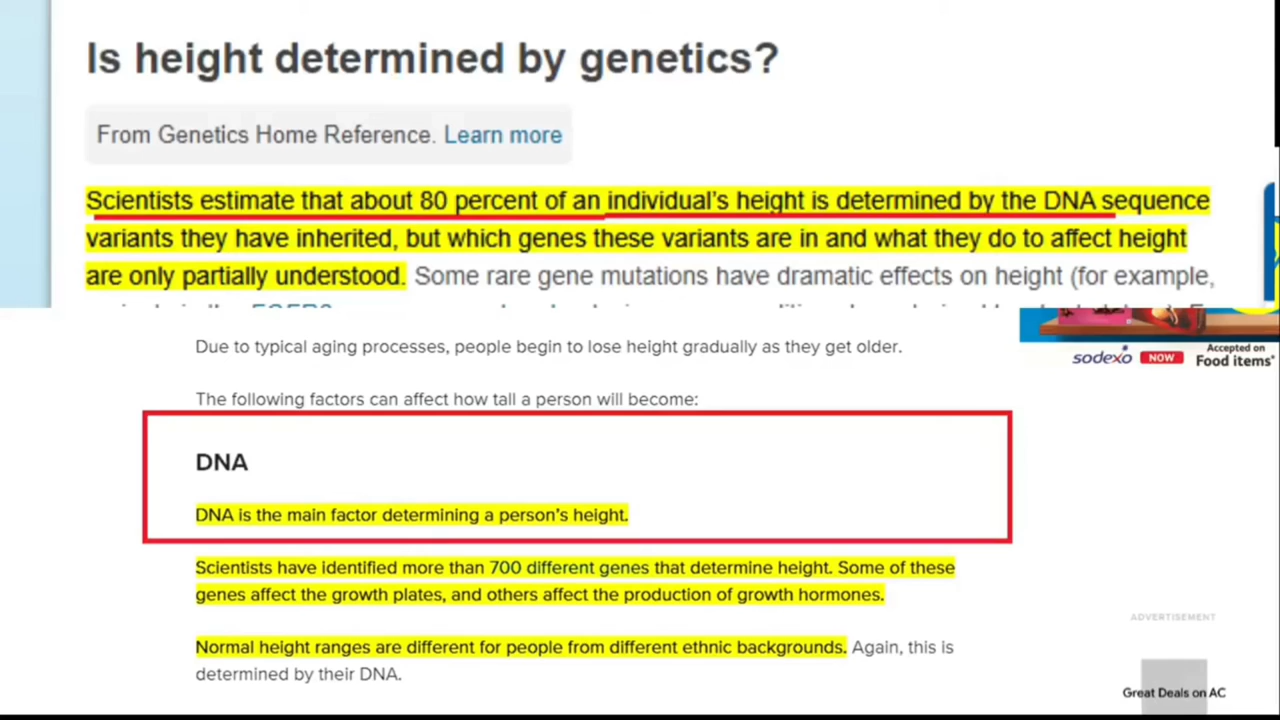 Is height determined by genetics?
From Genetics Home Reference. Learn more
Scientists estimate that about 80 percent of an individual's height is determined by the DNA sequence
variants they have inherited, but which genes these variants are in and what they do to affect height
are only partially understood. Some rare gene mutations have dramatic effects on height (for example,
Due to typical aging processes, people begin to lose height gradually as they get older.
sodexo NOW Accepted on
Food items*
The following factors can affect how tall a person will become:
DNA
DNA is the main factor determining a person's height.
Scientists have identified more than 700 different genes that determine height. Some of these
genes affect the growth plates, and others affect the production of growth hormones.
ADVERTISEMENT
Normal height ranges are different for people from different ethnic backgrounds. Again, this is
determined by their DNA.
Great Deals on AC